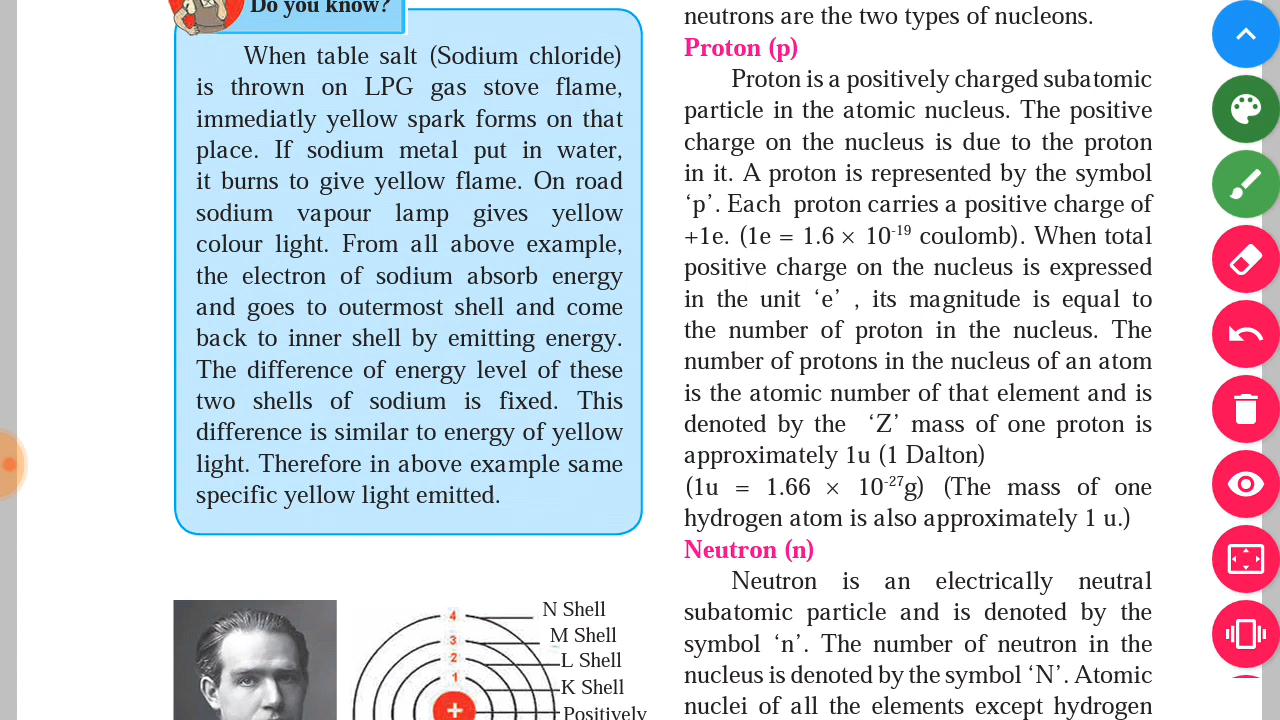 Do you know?
When table salt (Sodium chloride)
is thrown on LPG gas stove flame,
immediatly yellow spark forms on that
place. If sodium metal put in water,
it burns to give yellow flame. On road
sodium vapour lamp gives yellow
colour light. From all above example,
the electron of sodium absorb energy
and goes to outermost shell and come
back to inner shell by emitting energy.
The difference of energy level of these
two shells of sodium is fixed. This
difference is similar to energy of yellow
light. Therefore in above example same
specific yellow light emitted.
4
3
2
1
+
N Shell
M Shell
L Shell
K Shell
Positively
neutrons are the two types of nucleons.
Proton (p)
Proton is a positively charged subatomic
particle in the atomic nucleus. The positive
charge on the nucleus is due to the proton
in it. A proton is represented by the symbol
‘p’. Each proton carries a positive charge of
+1e. (1e = 1.6 × 10⁻¹⁹ coulomb). When total
positive charge on the nucleus is expressed
in the unit ‘e’ , its magnitude is equal to
the number of proton in the nucleus. The
number of protons in the nucleus of an atom
is the atomic number of that element and is
denoted by the ‘Z’ mass of one proton is
approximately 1u (1 Dalton)
(1u = 1.66 × 10⁻²⁷g) (The mass of one
hydrogen atom is also approximately 1 u.)
Neutron (n)
Neutron is an electrically neutral
subatomic particle and is denoted by the
symbol ‘n’. The number of neutron in the
nucleus is denoted by the symbol ‘N’. Atomic
nuclei of all the elements except hydrogen